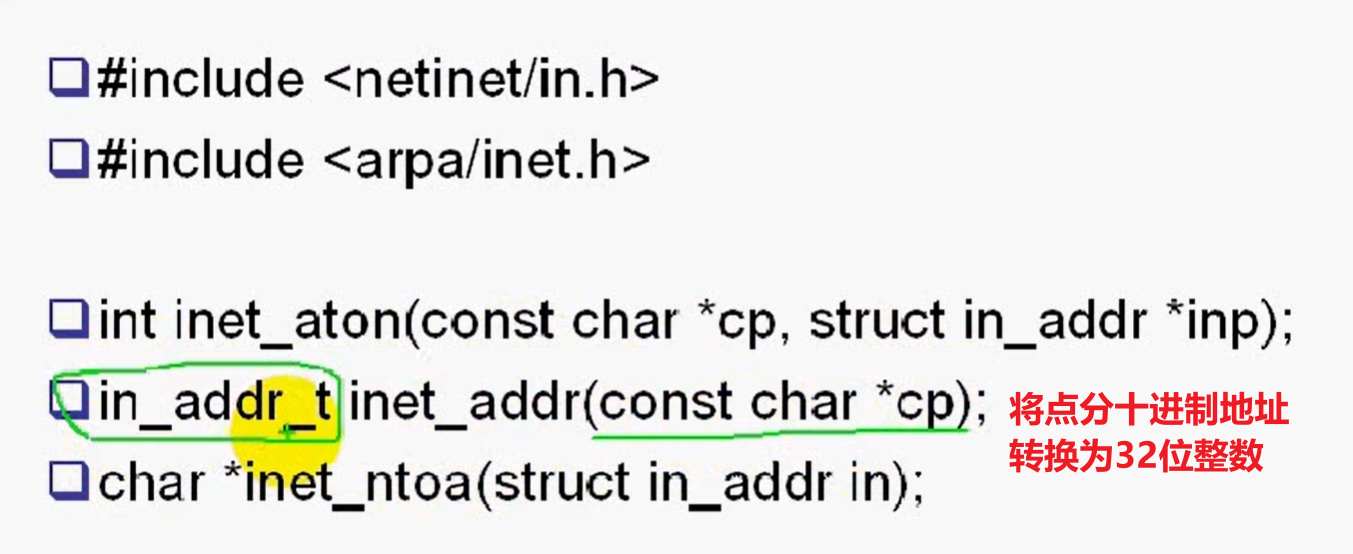 #include <netinet/in.h>
#include <arpa/inet.h>
int inet_aton(const char *cp, struct in_addr *inp);
in_addr_t inet_addr(const char *cp);
将点分十进制地址
转换为32位整数
char *inet_ntoa(struct in_addr in);